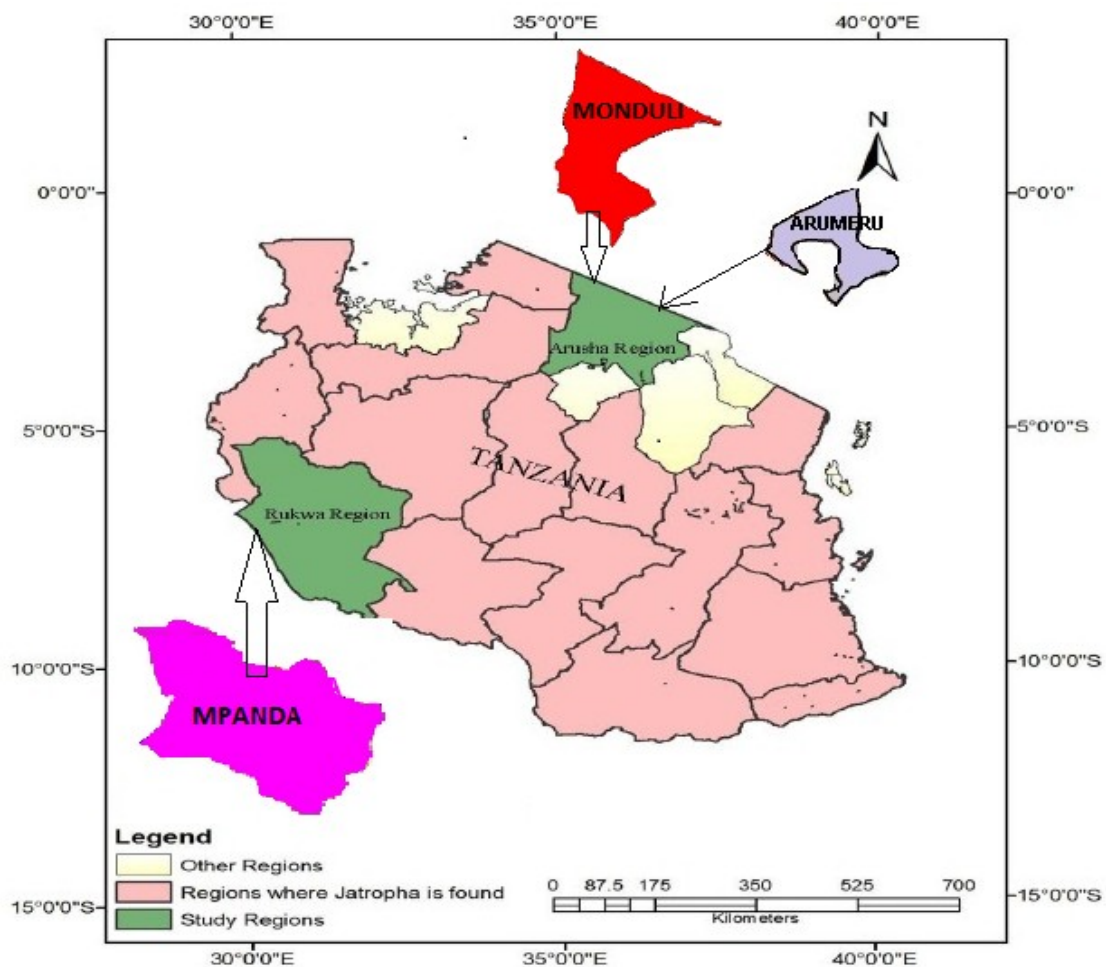 30°0'0"E 35°0'0"E 40°0'0"E
MONDULI
N
0°0'0" 0°0'0"
ARUMERU
Arusha Region
5°0'0"S 5°0'0"S
TANZANIA
Rukwa Region
10°0'0"S 10°0'0"S
MPANDA
Legend
Other Regions
Regions where Jatropha is found
Study Regions
0 87.5 175 350 525 700
Kilometers
15°0'0"S 15°0'0"S
30°0'0"E 35°0'0"E 40°0'0"E